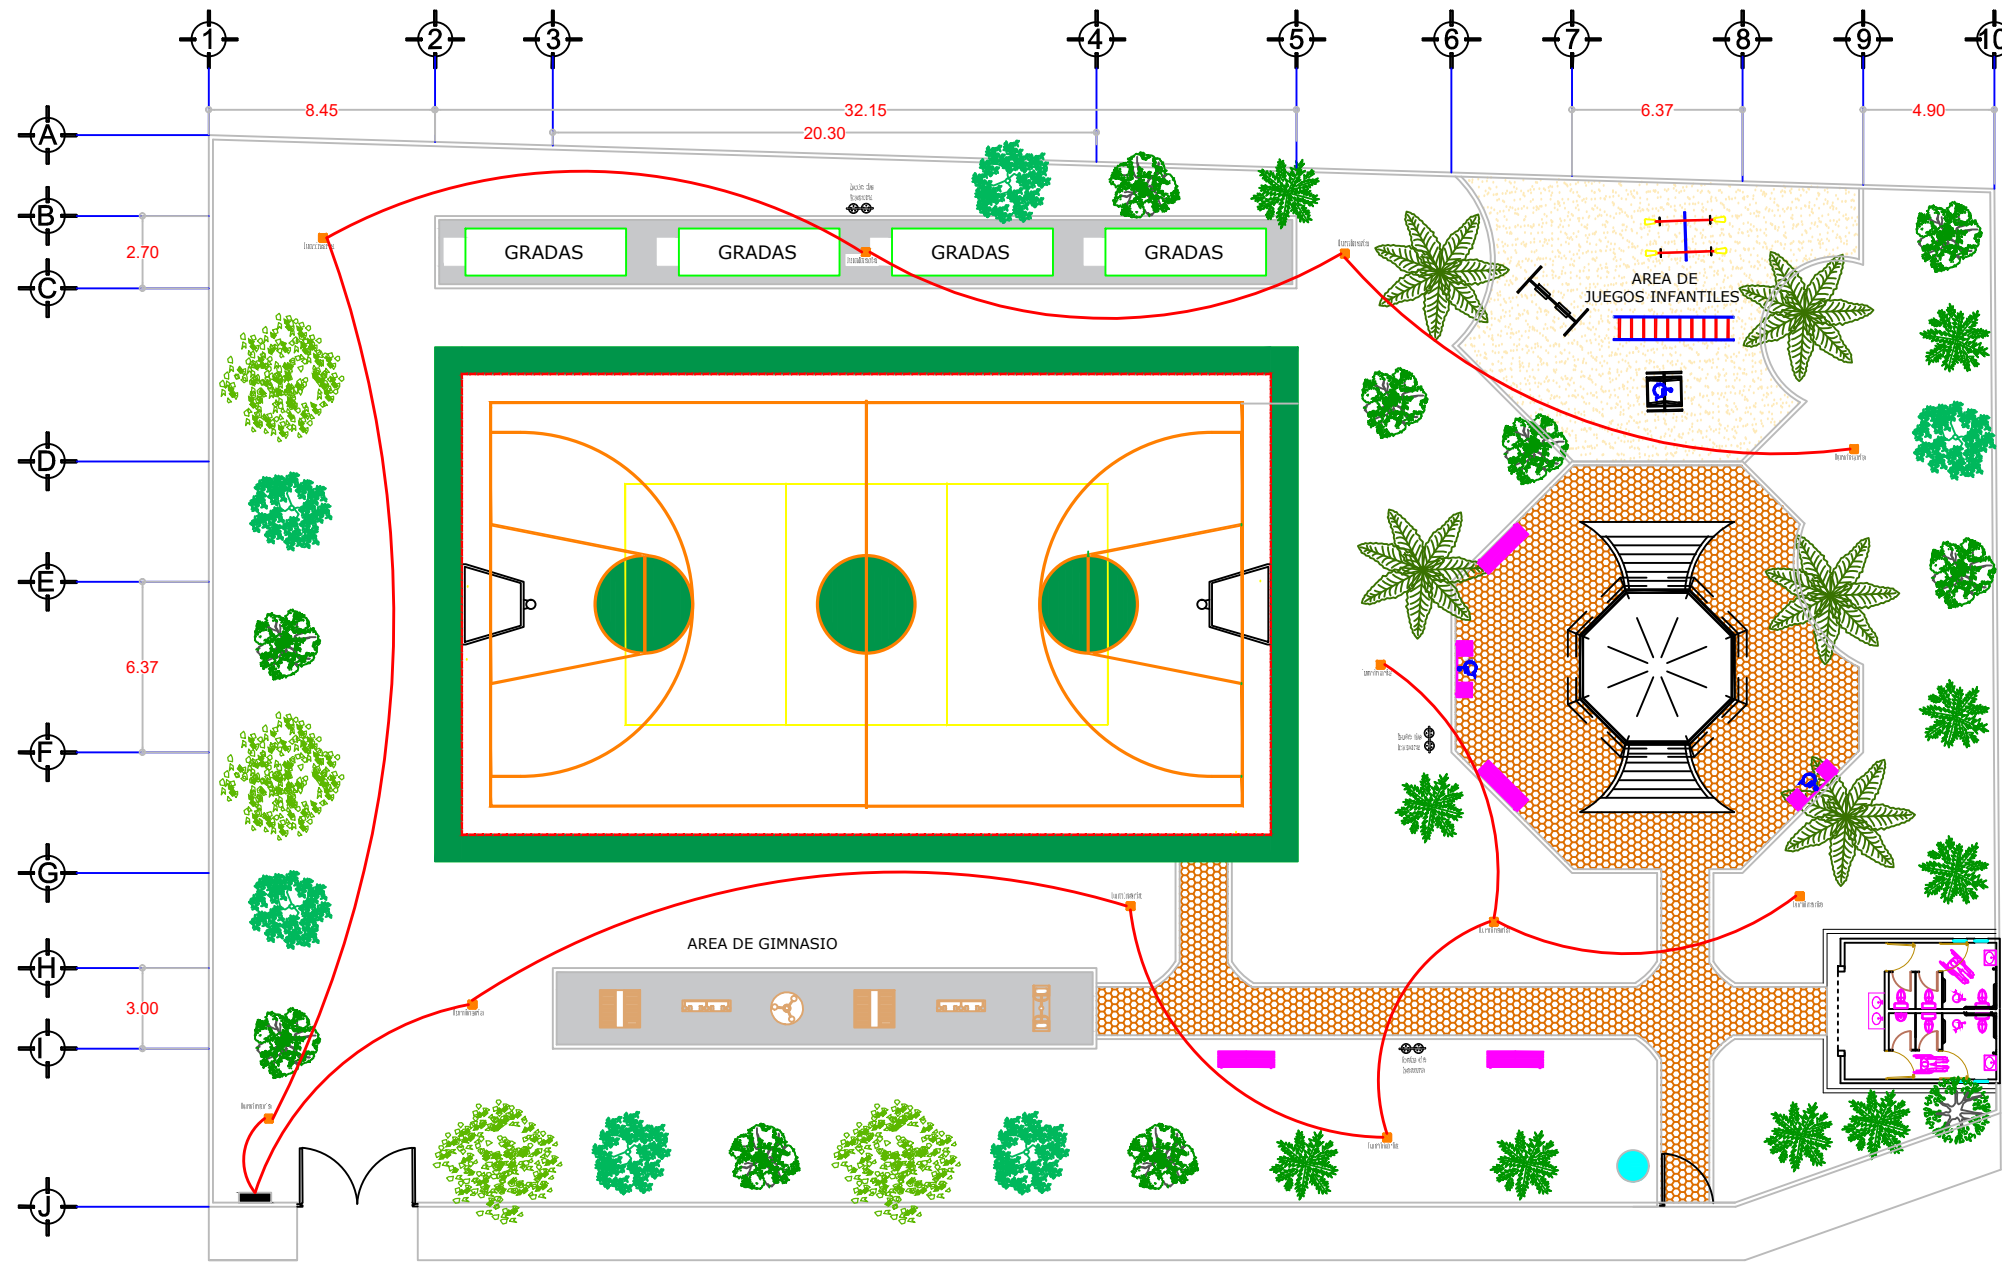 1 2 3 4 5 6 7 8 9 10
8.45 32.15 6.37 4.90
20.30
A
B
2.70
C
GRADAS GRADAS GRADAS GRADAS
AREA DE
JUEGOS INFANTILES
D
E
6.37
F
G
AREA DE GIMNASIO
H
3.00
I
J